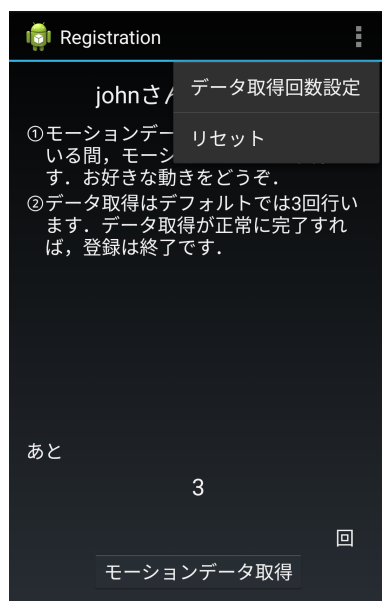 Registration
データ取得回数設定
リセット
johnさん
①モーションデー
いる間，モーシ
す．お好きな動きをどうぞ．
②データ取得はデフォルトでは3回行い
ます．データ取得が正常に完了すれ
ば，登録は終了です．
あと
3
回
モーションデータ取得